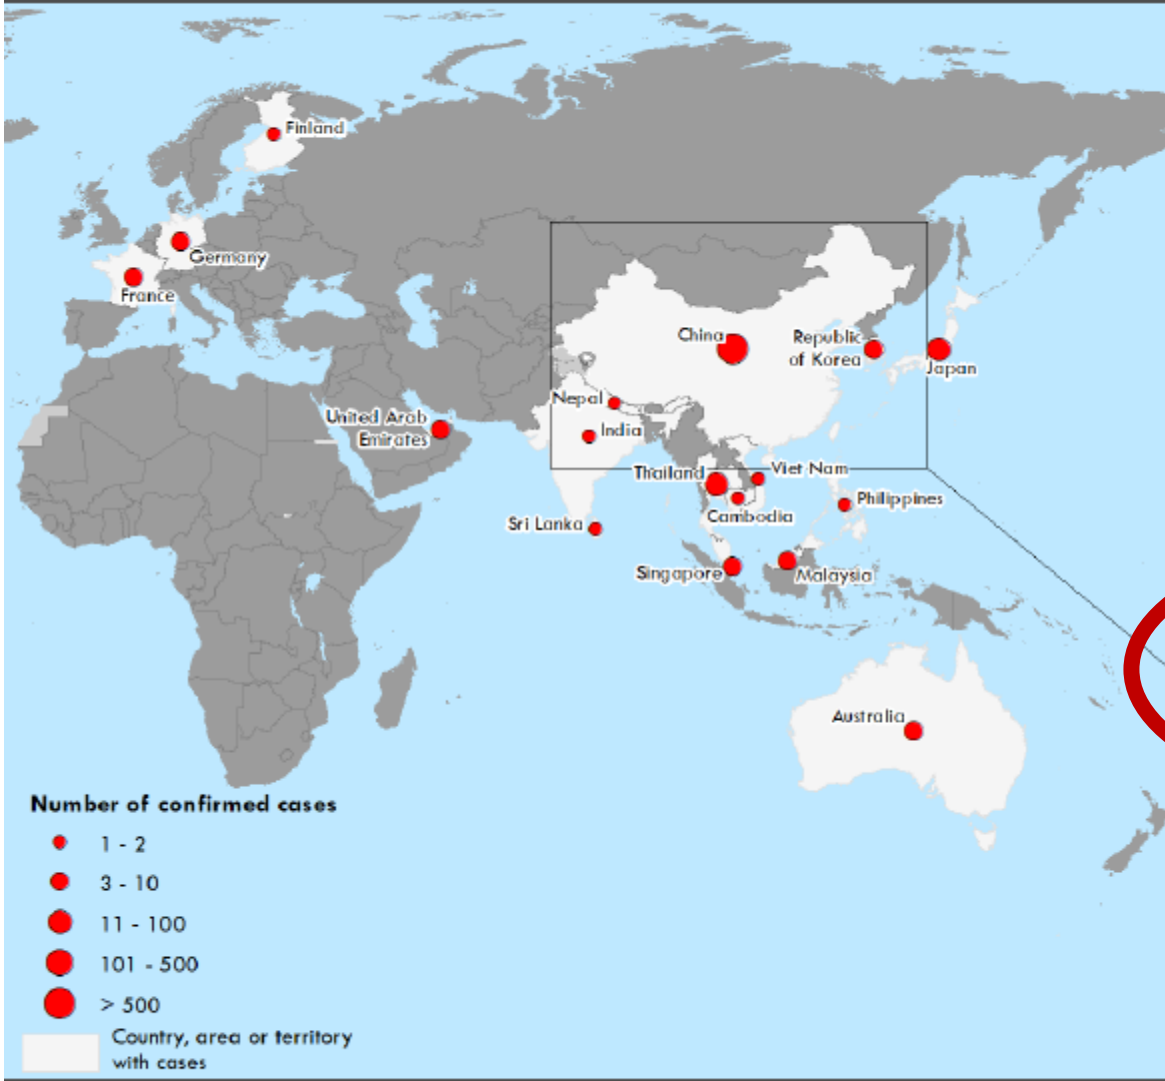 Finland
Germany
France
China
Republic
of Korea
Japan
Nepal
India
United Arab
Emirates
Thailand
Viet Nam
Cambodia
Philippines
Sri Lanka
Singapore
Malaysia
Australia
Number of confirmed cases
1 - 2
3 - 10
11 - 100
101 - 500
> 500
Country, area or territory
with cases